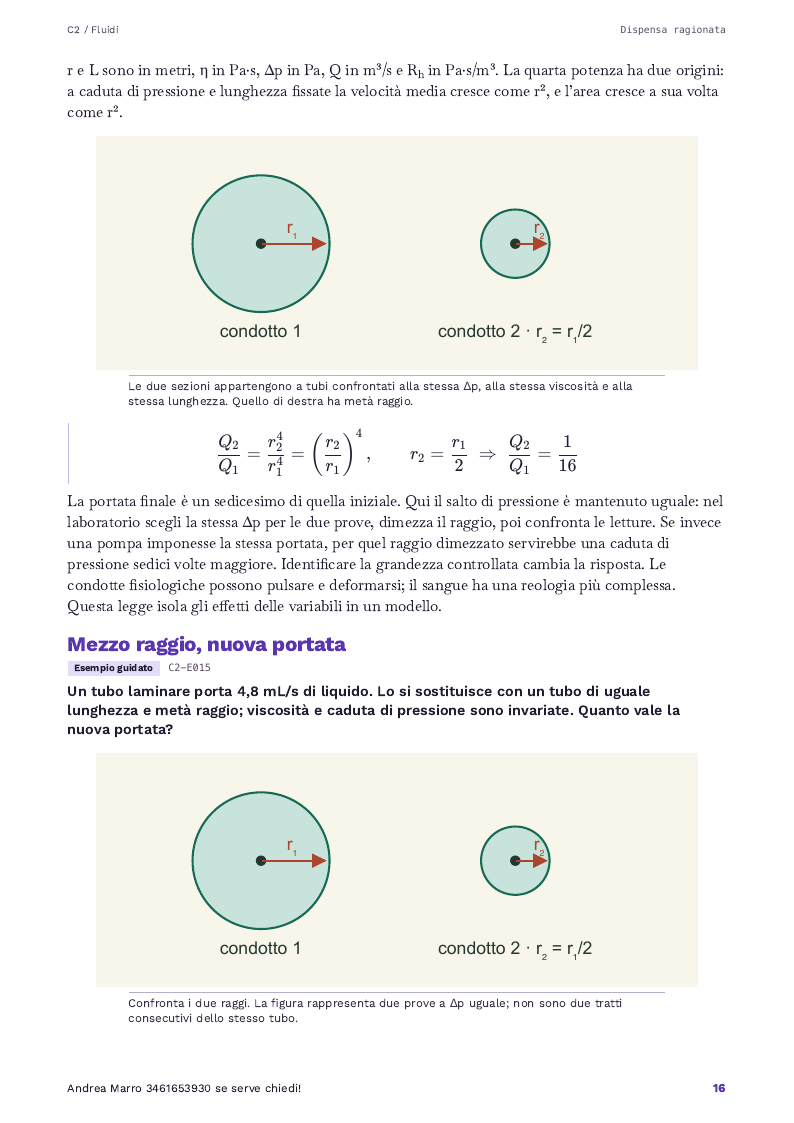 C2 / Fluidi
Dispensa ragionata
r e L sono in metri, η in Pa·s, Δp in Pa, Q in m³/s e Rₕ in Pa·s/m³. La quarta potenza ha due origini:
a caduta di pressione e lunghezza fissate la velocità media cresce come r², e l’area cresce a sua volta
come r².
r₁
r₂
condotto 1
condotto 2 · r₂ = r₁/2
Le due sezioni appartengono a tubi confrontati alla stessa Δp, alla stessa viscosità e alla
stessa lunghezza. Quello di destra ha metà raggio.
Q₂/Q₁ = r₂⁴/r₁⁴ = (r₂/r₁)⁴, r₂ = r₁/2 ⇒ Q₂/Q₁ = 1/16
La portata finale è un sedicesimo di quella iniziale. Qui il salto di pressione è mantenuto uguale: nel
laboratorio scegli la stessa Δp per le due prove, dimezza il raggio, poi confronta le letture. Se invece
una pompa imponesse la stessa portata, per quel raggio dimezzato servirebbe una caduta di
pressione sedici volte maggiore. Identificare la grandezza controllata cambia la risposta. Le
condotte fisiologiche possono pulsare e deformarsi; il sangue ha una reologia più complessa.
Questa legge isola gli effetti delle variabili in un modello.
Mezzo raggio, nuova portata
Esempio guidato C2-E015
Un tubo laminare porta 4,8 mL/s di liquido. Lo si sostituisce con un tubo di uguale
lunghezza e metà raggio; viscosità e caduta di pressione sono invariate. Quanto vale la
nuova portata?
r₁
r₂
condotto 1
condotto 2 · r₂ = r₁/2
Confronta i due raggi. La figura rappresenta due prove a Δp uguale; non sono due tratti
consecutivi dello stesso tubo.
Andrea Marro 3461653930 se serve chiedi!
16